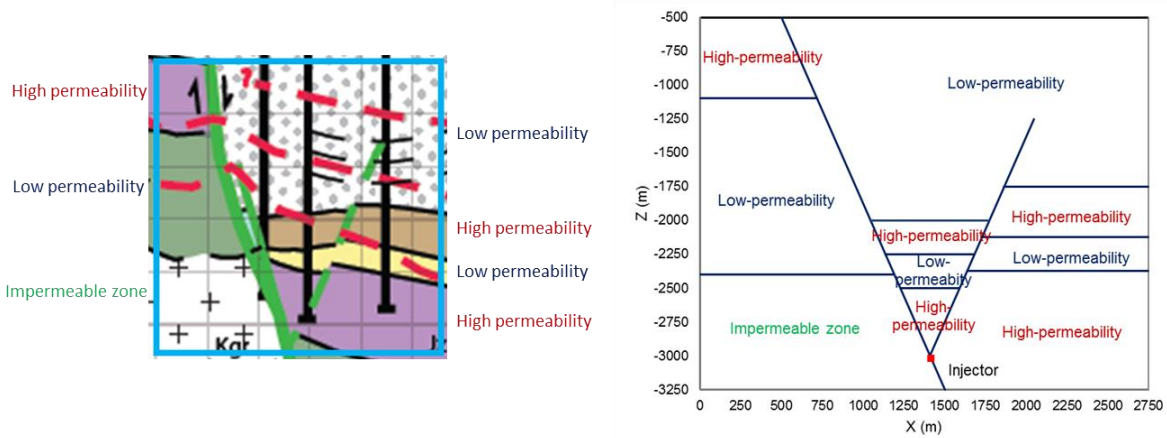 High permeability
Low permeability
Impermeable zone
?
Kgr
Low permeability
High permeability
Low permeability
High permeability
Z (m)
-500
-750
-1000
-1250
-1500
-1750
-2000
-2250
-2500
-2750
-3000
-3250
High-permeability
Low-permeability
Low-permeability
High-permeability
High-permeability
Low-
permeabiity
Low-permeability
High-
permeability
Impermeable zone
High-permeability
Injector
0 250 500 750 1000 1250 1500 1750 2000 2250 2500 2750
X (m)